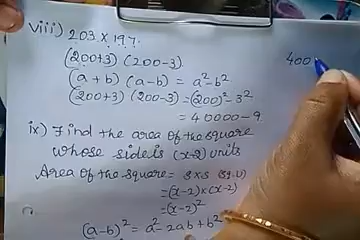 viii) 203 x 197.
(200+3) (200-3)
400
(a+b) (a-b) = a²-b²
(200+3) (200-3) = (200)² - 3²
= 40000 - 9
ix) Find the area of the square
whose side is (x-2) units
Area of the square = s x s (sq.u)
= (x-2) x (x-2)
= (x-2)²
(a-b)² = a² - 2ab + b²